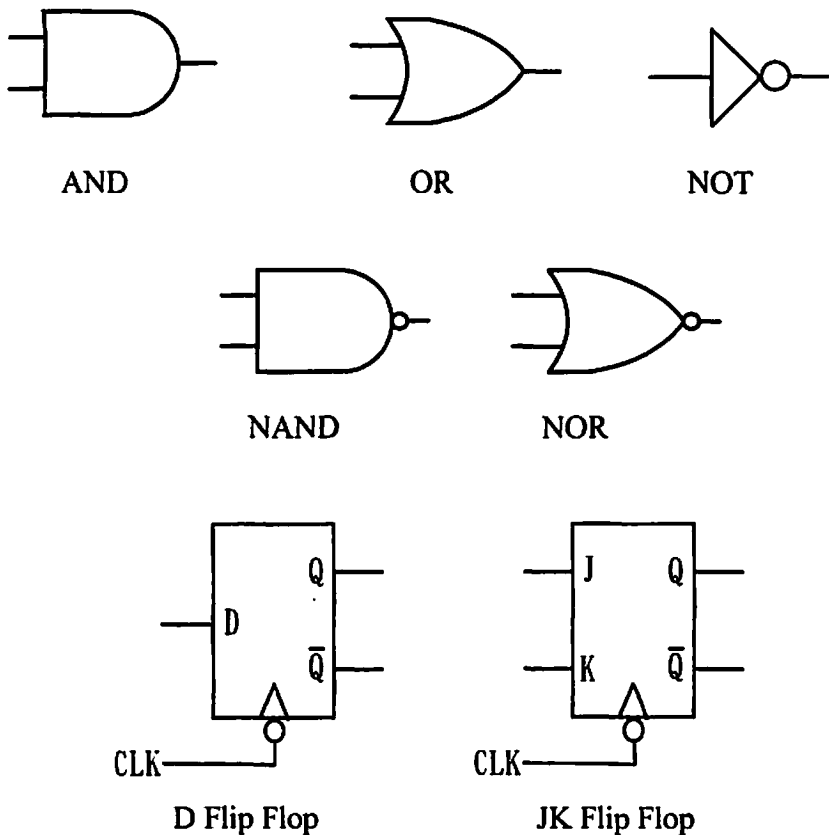 AND OR NOT
NAND NOR
Q Q
D J
Q̅ K Q̅
CLK CLK
D Flip Flop JK Flip Flop